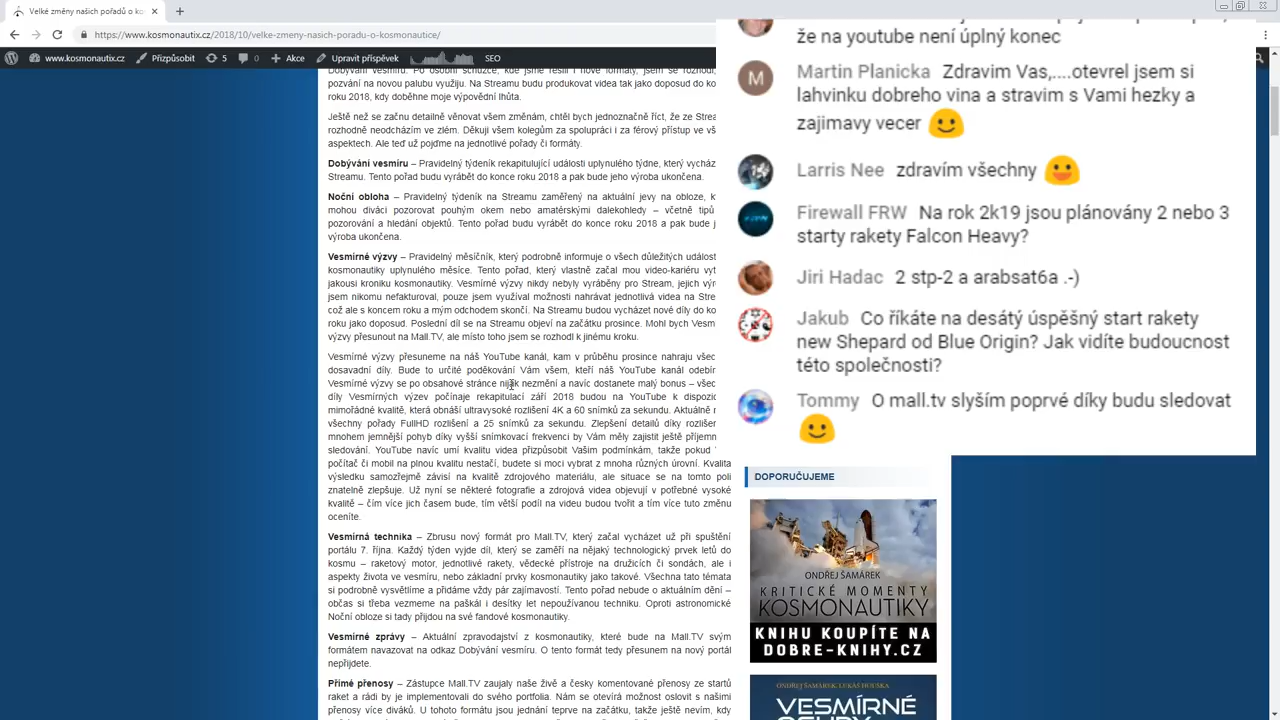 Velké změny našich pořadů o ko
https://www.kosmonautix.cz/2018/10/velke-zmeny-nasich-poradu-o-kosmonautice/
www.kosmonautix.cz Přizpůsobit 5 0 Akce Upravit příspěvek SEO
Dobývání vesmíru. Po osobní schůzce, kde jsme řešili i nové formáty, jsem se rozhodl,
pozvání na novou palubu využiju. Na Streamu budu produkovat videa tak jako doposud do ko
roku 2018, kdy doběhne moje výpovědní lhůta.
Ještě než se začnu detailně věnovat všem změnám, chtěl bych jednoznačně říct, že ze Strea
rozhodně neodcházím ve zlém. Děkuji všem kolegům za spolupráci i za férový přístup ve vš
aspektech. Ale teď už pojďme na jednotlivé pořady či formáty.
Dobývání vesmíru – Pravidelný týdeník rekapitulující události uplynulého týdne, který vycház
Streamu. Tento pořad budu vyrábět do konce roku 2018 a pak bude jeho výroba ukončena.
Noční obloha – Pravidelný týdeník na Streamu zaměřený na aktuální jevy na obloze, k
mohou diváci pozorovat pouhým okem nebo amatérskými dalekohledy – včetně tipů
pozorování a hledání objektů. Tento pořad budu vyrábět do konce roku 2018 a pak bude j
výroba ukončena.
Vesmírné výzvy – Pravidelný měsíčník, který podrobně informuje o všech důležitých událost
kosmonautiky uplynulého měsíce. Tento pořad, který vlastně začal mou video-kariéru vyt
jakousi kroniku kosmonautiky. Vesmírné výzvy nikdy nebyly vyráběny pro Stream, jejich výr
jsem nikomu nefakturoval, pouze jsem využíval možnosti nahrávat jednotlivá videa na Stre
což ale s koncem roku a mým odchodem skončí. Na Streamu budou vycházet nové díly do ko
roku jako doposud. Poslední díl se na Streamu objeví na začátku prosince. Mohl bych Vesm
výzvy přesunout na Mall.TV, ale místo toho jsem se rozhodl k jinému kroku.
Vesmírné výzvy přesuneme na náš YouTube kanál, kam v průběhu prosince nahraju všec
dosavadní díly. Bude to určité poděkování Vám všem, kteří náš YouTube kanál odebír
Vesmírné výzvy se po obsahové stránce nijak nezmění a navíc dostanete malý bonus – všec
díly Vesmírných výzev počínaje rekapitulací září 2018 budou na YouTube k dispozic
mimořádné kvalitě, která obnáší ultravysoké rozlišení 4K a 60 snímků za sekundu. Aktuálně r
všechny pořady FullHD rozlišení a 25 snímků za sekundu. Zlepšení detailů díky rozlišer
mnohem jemnější pohyb díky vyšší snímkovací frekvenci by Vám měly zajistit ještě příjemn
sledování. YouTube navíc umí kvalitu videa přizpůsobit Vašim podmínkám, takže pokud
počítač či mobil na plnou kvalitu nestačí, budete si moci vybrat z mnoha různých úrovní. Kvalita
výsledku samozřejmě závisí na kvalitě zdrojového materiálu, ale situace se na tomto poli
znatelně zlepšuje. Už nyní se některé fotografie a zdrojová videa objevují v potřebné vysoké
kvalitě – čím více jich časem bude, tím větší podíl na videu budou tvořit a tím více tuto změnu
oceníte.
Vesmírná technika – Zbrusu nový formát pro Mall.TV, který začal vycházet už při spuštění
portálu 7. října. Každý týden vyjde díl, který se zaměří na nějaký technologický prvek letů do
kosmu – raketový motor, jednotlivé rakety, vědecké přístroje na družicích či sondách, ale i
aspekty života ve vesmíru, nebo základní prvky kosmonautiky jako takové. Všechna tato témata
si podrobně vysvětlíme a přidáme vždy pár zajímavostí. Tento pořad nebude o aktuálním dění –
občas si třeba vezmeme na paškál i desítky let nepoužívanou techniku. Oproti astronomické
Noční obloze si tady přijdou na své fandové kosmonautiky.
Vesmírné zprávy – Aktuální zpravodajství z kosmonautiky, které bude na Mall.TV svým
formátem navazovat na odkaz Dobývání vesmíru. O tento formát tedy přesunem na nový portál
nepřijdete.
Přímé přenosy – Zástupce Mall.TV zaujaly naše živě a česky komentované přenosy ze startů
raket a rádi by je implementovali do svého portfolia. Nám se otevírá možnost oslovit s našimi
přenosy více diváků. U tohoto formátu jsou jednání teprve na začátku, takže ještě nevím, kdy
že na youtube není úplný konec
M Martin Planicka Zdravim Vas,....otevrel jsem si
lahvinku dobreho vina a stravim s Vami hezky a
zajimavy vecer
Larris Nee zdravím všechny
Firewall FRW Na rok 2k19 jsou plánovány 2 nebo 3
starty rakety Falcon Heavy?
Jiri Hadac 2 stp-2 a arabsat6a .-)
Jakub Co říkáte na desátý úspěšný start rakety
new Shepard od Blue Origin? Jak vidíte budoucnost
této společnosti?
Tommy O mall.tv slyším poprvé díky budu sledovat
DOPORUČUJEME
ONDŘEJ ŠAMÁREK
KRITICKÉ MOMENTY
KOSMONAUTIKY
KNIHU KOUPÍTE NA
DOBRE-KNIHY.CZ
VESMÍRNÉ